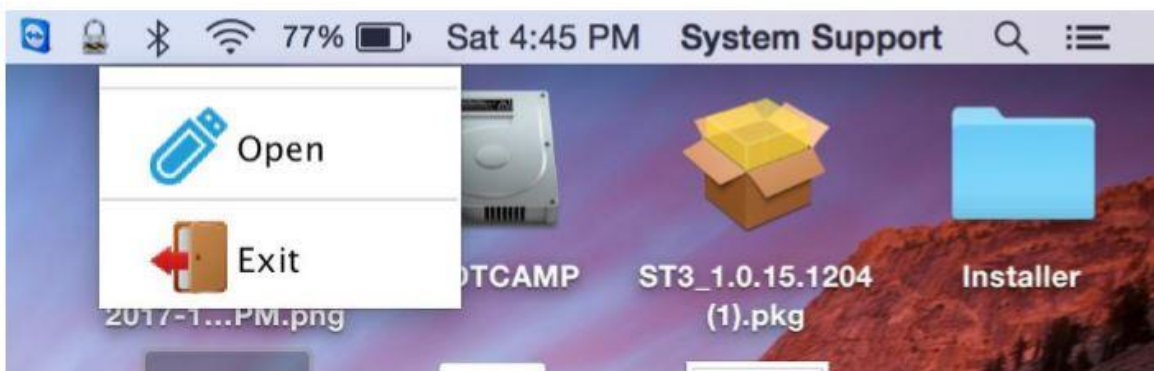 77% Sat 4:45 PM System Support
Open
Exit
OTCAMP
ST3_1.0.15.1204
(1).pkg
Installer
2017-1...PM.png